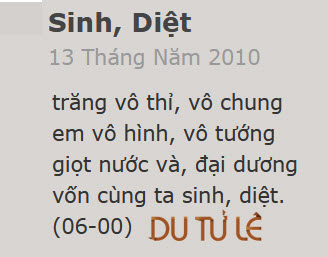 Sinh, Diệt
13 Tháng Năm 2010
trăng vô thỉ, vô chung
em vô hình, vô tướng
giọt nước và, đại dương
vốn cùng ta sinh, diệt.
(06-00) DU TỬ LÊ